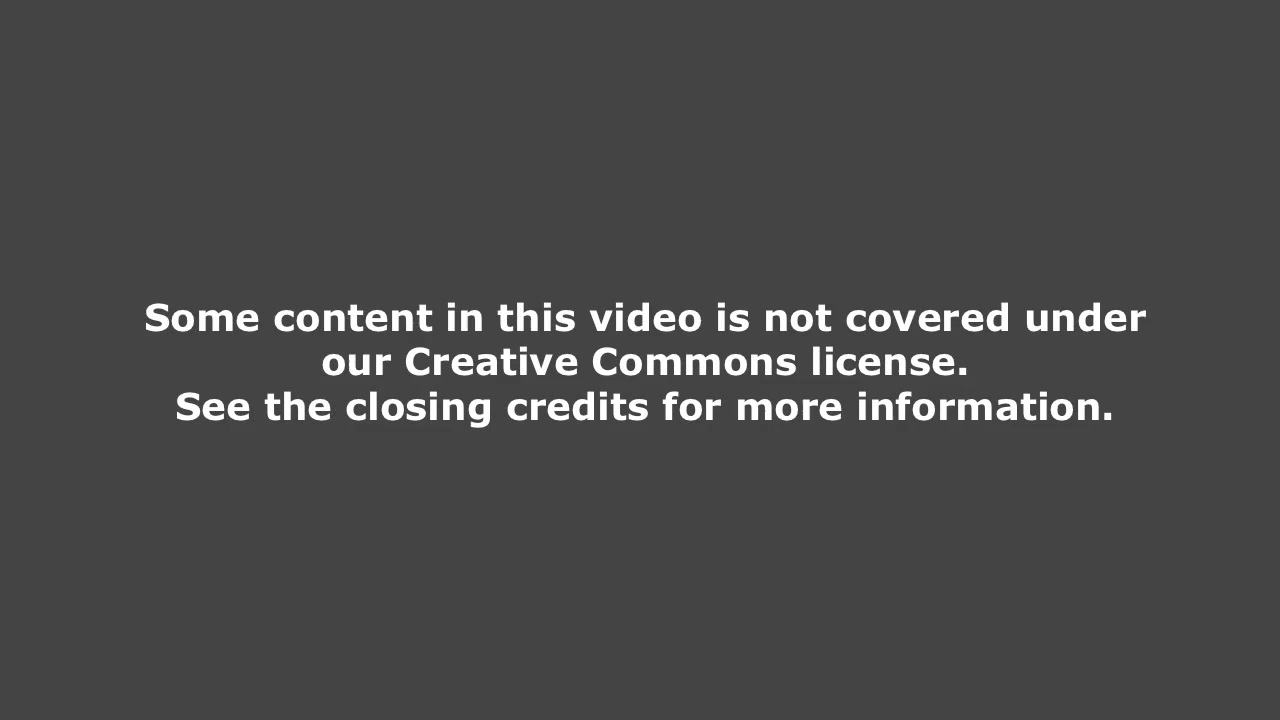 Some content in this video is not covered under
our Creative Commons license.
See the closing credits for more information.